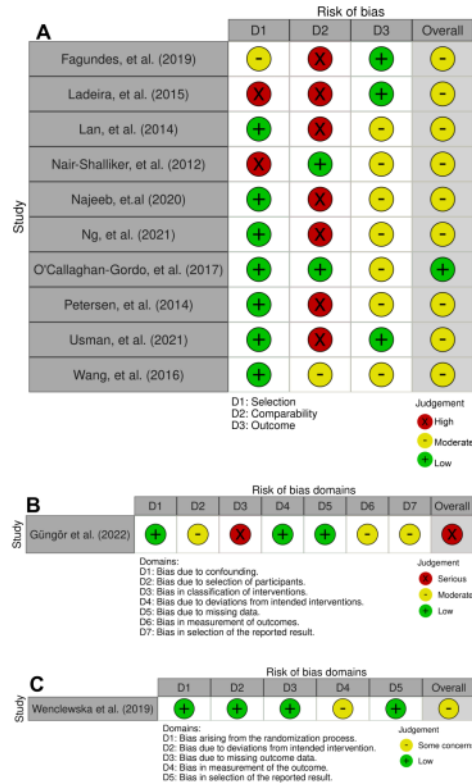 A
Risk of bias
D1 D2 D3 Overall
Study
Fagundes, et al. (2019) - X + -
Ladeira, et al. (2015) X X + -
Lan, et al. (2014) + X - -
Nair-Shalliker, et al. (2012) X + - -
Najeeb, et.al (2020) + X - -
Ng, et al. (2021) + X - -
O'Callaghan-Gordo, et al. (2017) + + - +
Petersen, et al. (2014) + X - -
Usman, et al. (2021) + X + -
Wang, et al. (2016) + - - -
D1: Selection
D2: Comparability
D3: Outcome
Judgement
X High
- Moderate
+ Low
B
Risk of bias domains
D1 D2 D3 D4 D5 D6 D7 Overall
Study
Güngör et al. (2022) + - X + + - - X
Domains:
D1: Bias due to confounding.
D2: Bias due to selection of participants.
D3: Bias in classification of interventions.
D4: Bias due to deviations from intended interventions.
D5: Bias due to missing data.
D6: Bias in measurement of outcomes.
D7: Bias in selection of the reported result.
Judgement
X Serious
- Moderate
+ Low
C
Risk of bias domains
D1 D2 D3 D4 D5 Overall
Study
Wenclewska et al. (2019) + + + - + -
Domains:
D1: Bias arising from the randomization process.
D2: Bias due to deviations from intended intervention.
D3: Bias due to missing outcome data.
D4: Bias in measurement of the outcome.
D5: Bias in selection of the reported result.
Judgement
- Some concerns
+ Low